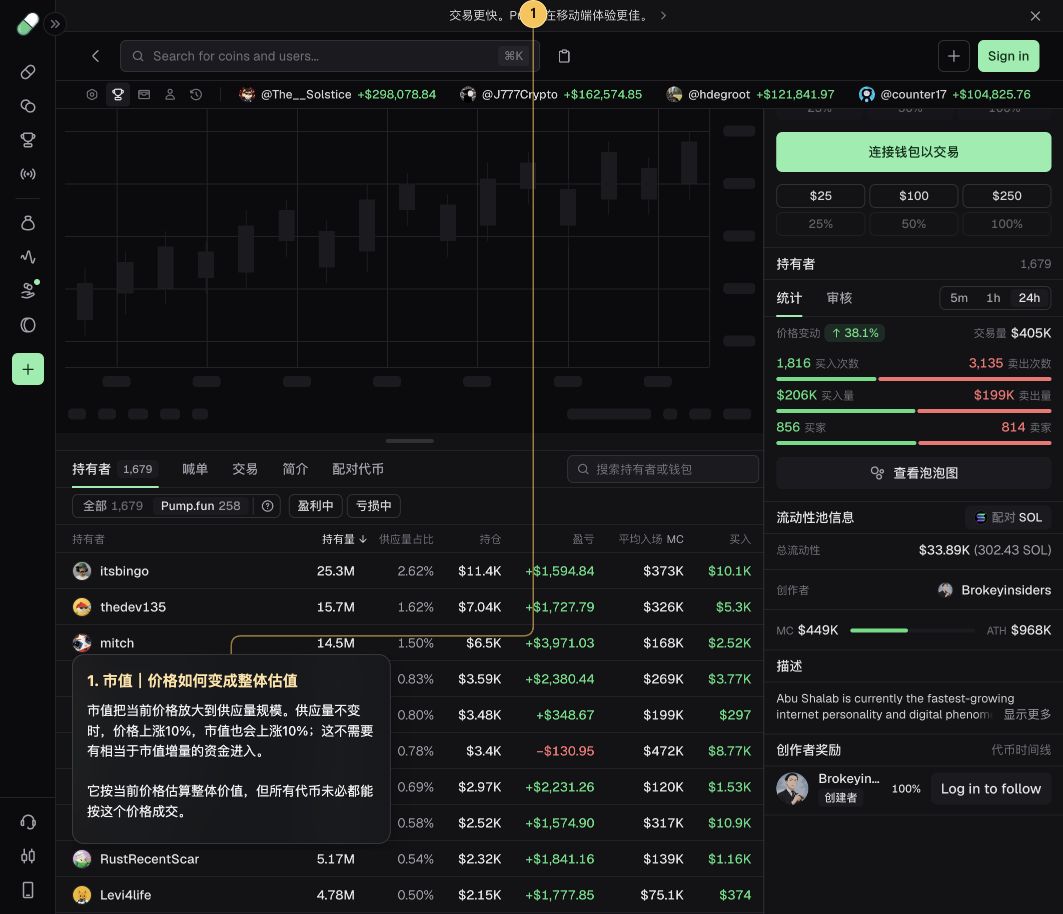 交易更快。P
在移动端体验更佳。
1
Search for coins and users...
⌘K
Sign in
@The__Solstice +$298,078.84
@J777Crypto +$162,574.85
@hdegroot +$121,841.97
@counter17 +$104,825.76
25% 50% 100%
连接钱包以交易
$25 $100 $250
25% 50% 100%
持有者 1,679
统计 审核 5m 1h 24h
价格变动 ↑ 38.1% 交易量 $405K
1,816 买入次数 3,135 卖出次数
$206K 买入量 $199K 卖出量
856 买家 814 卖家
查看泡泡图
流动性池信息 配对 SOL
总流动性 $33.89K (302.43 SOL)
创作者 Brokeyinsiders
MC $449K ATH $968K
描述
Abu Shalab is currently the fastest-growing
internet personality and digital phenom 显示更多
创作者奖励 代币时间线
Brokeyin... 100% Log in to follow
创建者
持有者 1,679 喊单 交易 简介 配对代币 搜索持有者或钱包
全部 1,679 Pump.fun 258 盈利中 亏损中
持有者 持有量 ↓ 供应量占比 持仓 盈亏 平均入场 MC 买入
itsbingo 25.3M 2.62% $11.4K +$1,594.84 $373K $10.1K
thedev135 15.7M 1.62% $7.04K +$1,727.79 $326K $5.3K
mitch 14.5M 1.50% $6.5K +$3,971.03 $168K $2.52K
0.83% $3.59K +$2,380.44 $269K $3.77K
0.80% $3.48K +$348.67 $199K $297
0.78% $3.4K −$130.95 $472K $8.77K
0.69% $2.97K +$2,231.26 $120K $1.53K
0.58% $2.52K +$1,574.90 $317K $10.9K
RustRecentScar 5.17M 0.54% $2.32K +$1,841.16 $139K $1.16K
Levi4life 4.78M 0.50% $2.15K +$1,777.85 $75.1K $374
1. 市值｜价格如何变成整体估值
市值把当前价格放大到供应量规模。供应量不变
时，价格上涨10%，市值也会上涨10%；这不需要
有相当于市值增量的资金进入。
它按当前价格估算整体价值，但所有代币未必都能
按这个价格成交。